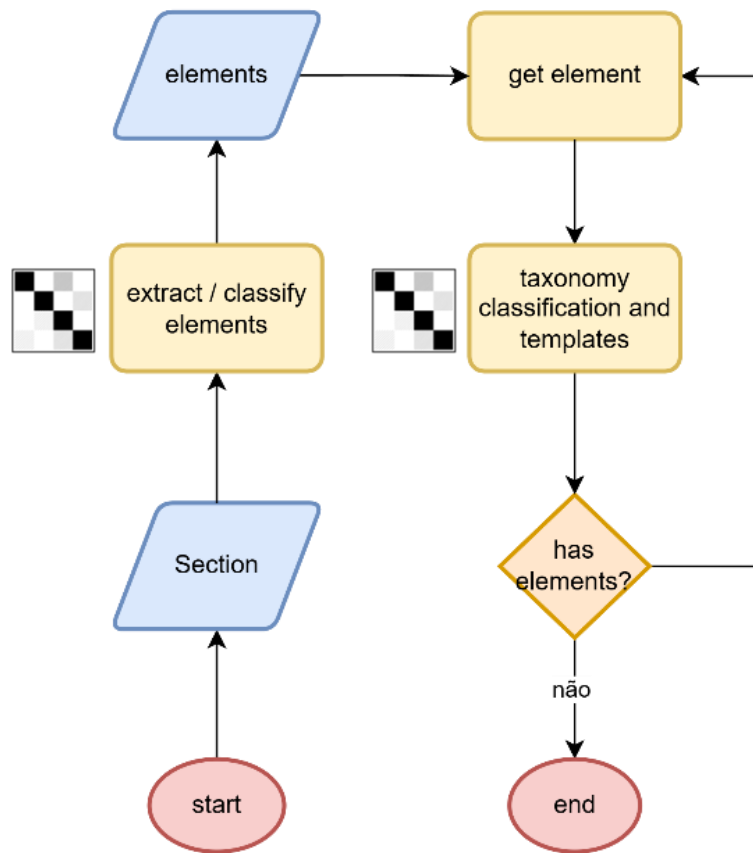 elements
get element
extract / classify
elements
taxonomy
classification and
templates
Section
has
elements?
não
start
end